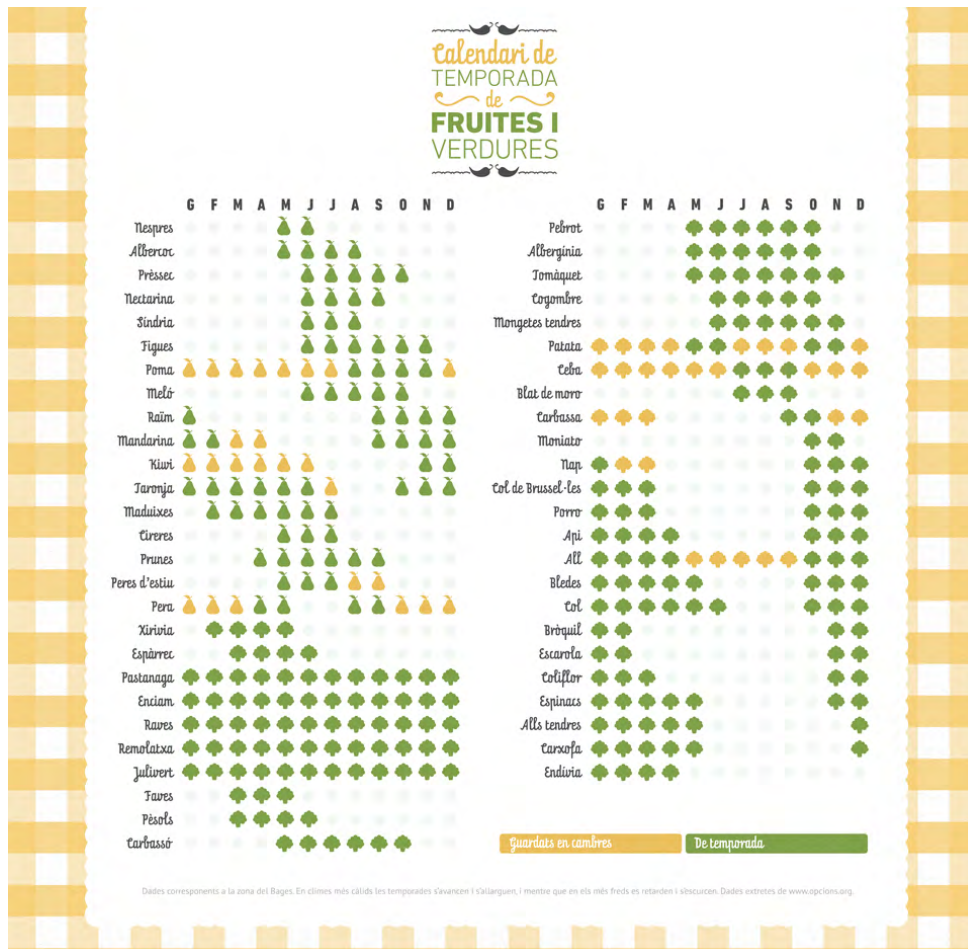 Calendari de
TEMPORADA
de
FRUITES I
VERDURES
G F M A M J J A S O N D
Nespres
Albercoc
Préssec
Nectarina
Síndria
Figues
Poma
Meló
Raïm
Mandarina
Kiwi
Taronja
Maduixes
Cireres
Prunes
Peres d'estiu
Pera
Xirivia
Espàrrec
Pastanaga
Enciam
Raves
Remolatxa
Julivert
Faves
Pèsols
Carbassó
G F M A M J J A S O N D
Pebrot
Albergínia
Tomàquet
Cogombre
Mongetes tendres
Patata
Ceba
Blat de moro
Carbassa
Moniato
Nap
Col de Brussel·les
Porro
Api
All
Bledes
Col
Bròquil
Escarola
Coliflor
Espinacs
Alls tendres
Carxofa
Endívia
Guardats en cambres
De temporada
Dades corresponents a la zona del Bages. En climes més càlids les temporades s'avancen i s'allarguen, i mentre que en els més freds es retarden i s'escurcen. Dades extretes de www.opcions.org.